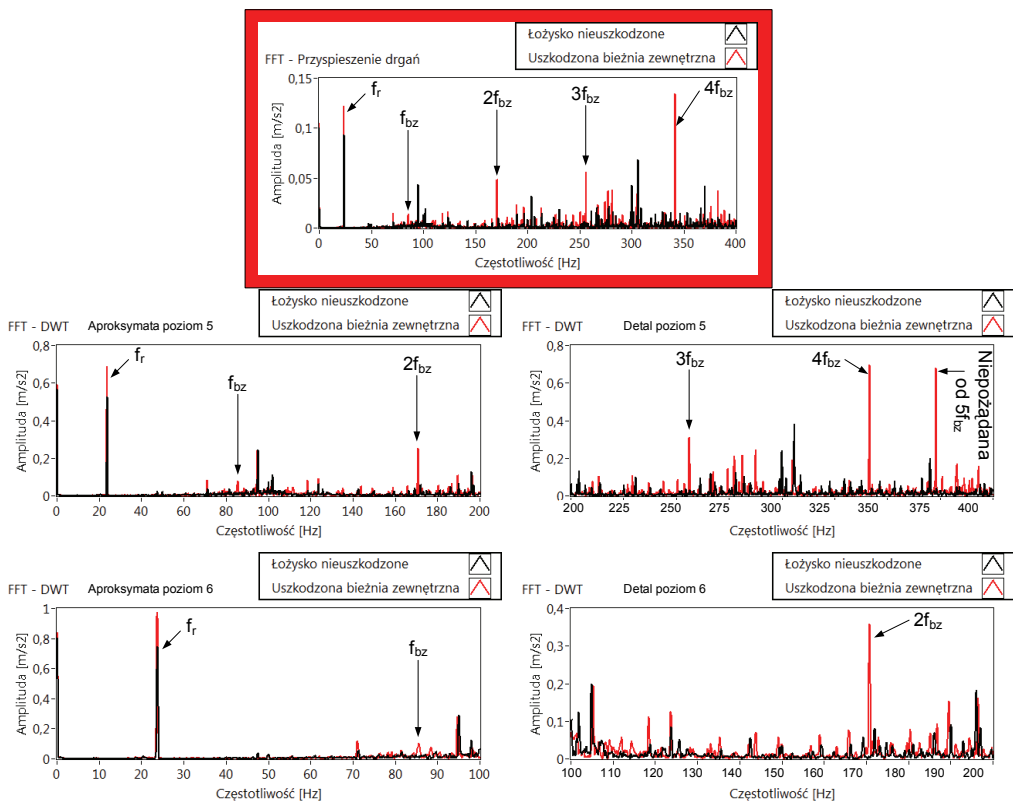 Łożysko nieuszkodzone
Uszkodzona bieżnia zewnętrzna
FFT - Przyspieszenie drgań
Amplituda [m/s2]
0,15
0,1
0,05
0
fr
fbz
2fbz
3fbz
4fbz
0 50 100 150 200 250 300 350 400
Częstotliwość [Hz]
Łożysko nieuszkodzone
Uszkodzona bieżnia zewnętrzna
FFT - DWT Aproksymata poziom 5
Amplituda [m/s2]
0,8
0,6
0,4
0,2
0
fr
fbz
2fbz
0 20 40 60 80 100 120 140 160 180 200
Częstotliwość [Hz]
Łożysko nieuszkodzone
Uszkodzona bieżnia zewnętrzna
FFT - DWT Detal poziom 5
Amplituda [m/s2]
0,8
0,6
0,4
0,2
0
3fbz
4fbz
Niepożądana
od 5fbz
200 250 300 350 350 400
Częstotliwość [Hz]
Łożysko nieuszkodzone
Uszkodzona bieżnia zewnętrzna
FFT - DWT Aproksymata poziom 6
Amplituda [m/s2]
1
0,8
0,6
0,4
0,2
0
fr
fbz
0 10 20 30 40 50 60 70 80 90 100
Częstotliwość [Hz]
Łożysko nieuszkodzone
Uszkodzona bieżnia zewnętrzna
FFT - DWT Detal poziom 6
Amplituda [m/s2]
0,4
0,3
0,2
0,1
0
2fbz
100 110 120 130 140 150 160 170 180 190 200
Częstotliwość [Hz]